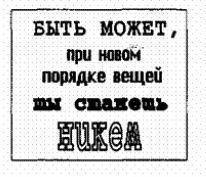 БЫТЬ МОЖЕТ,
при новом
порядке вещей
ты станешь
никем